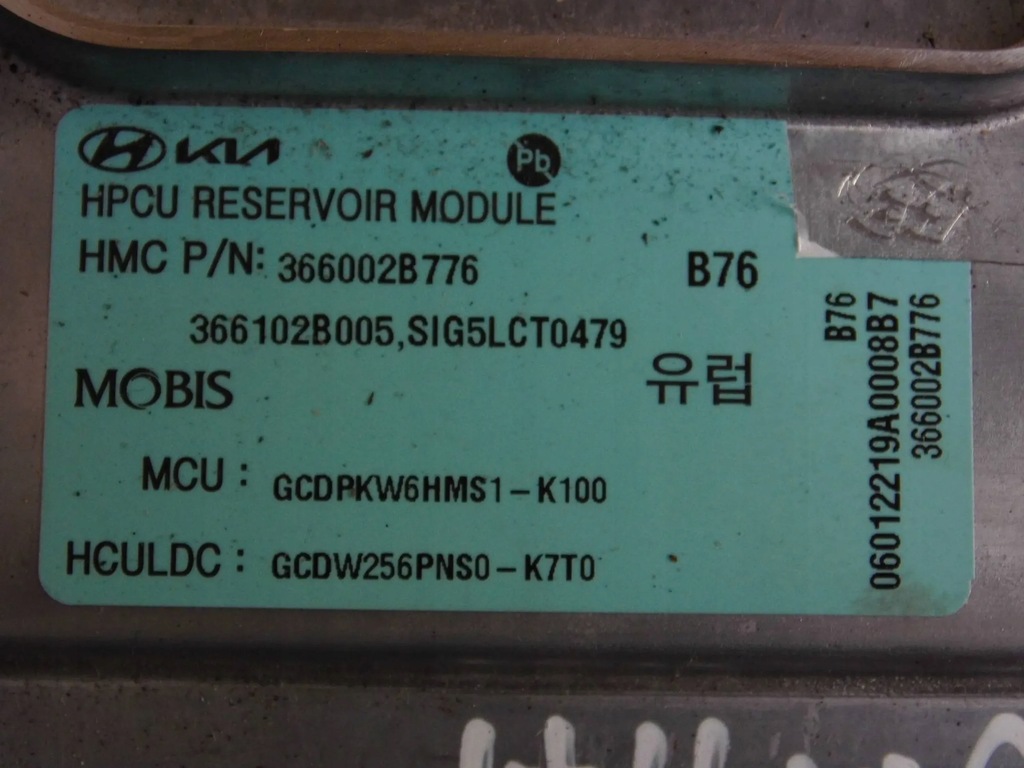 KIA
Pb
HPCU RESERVOIR MODULE
HMC P/N: 366002B776 B76
366102B005,SIG5LCT0479
MOBIS 유럽
MCU : GCDPKW6HMS1-K100
HCULDC : GCDW256PNS0-K7T0
B76
06012219A0008B7
366002B776